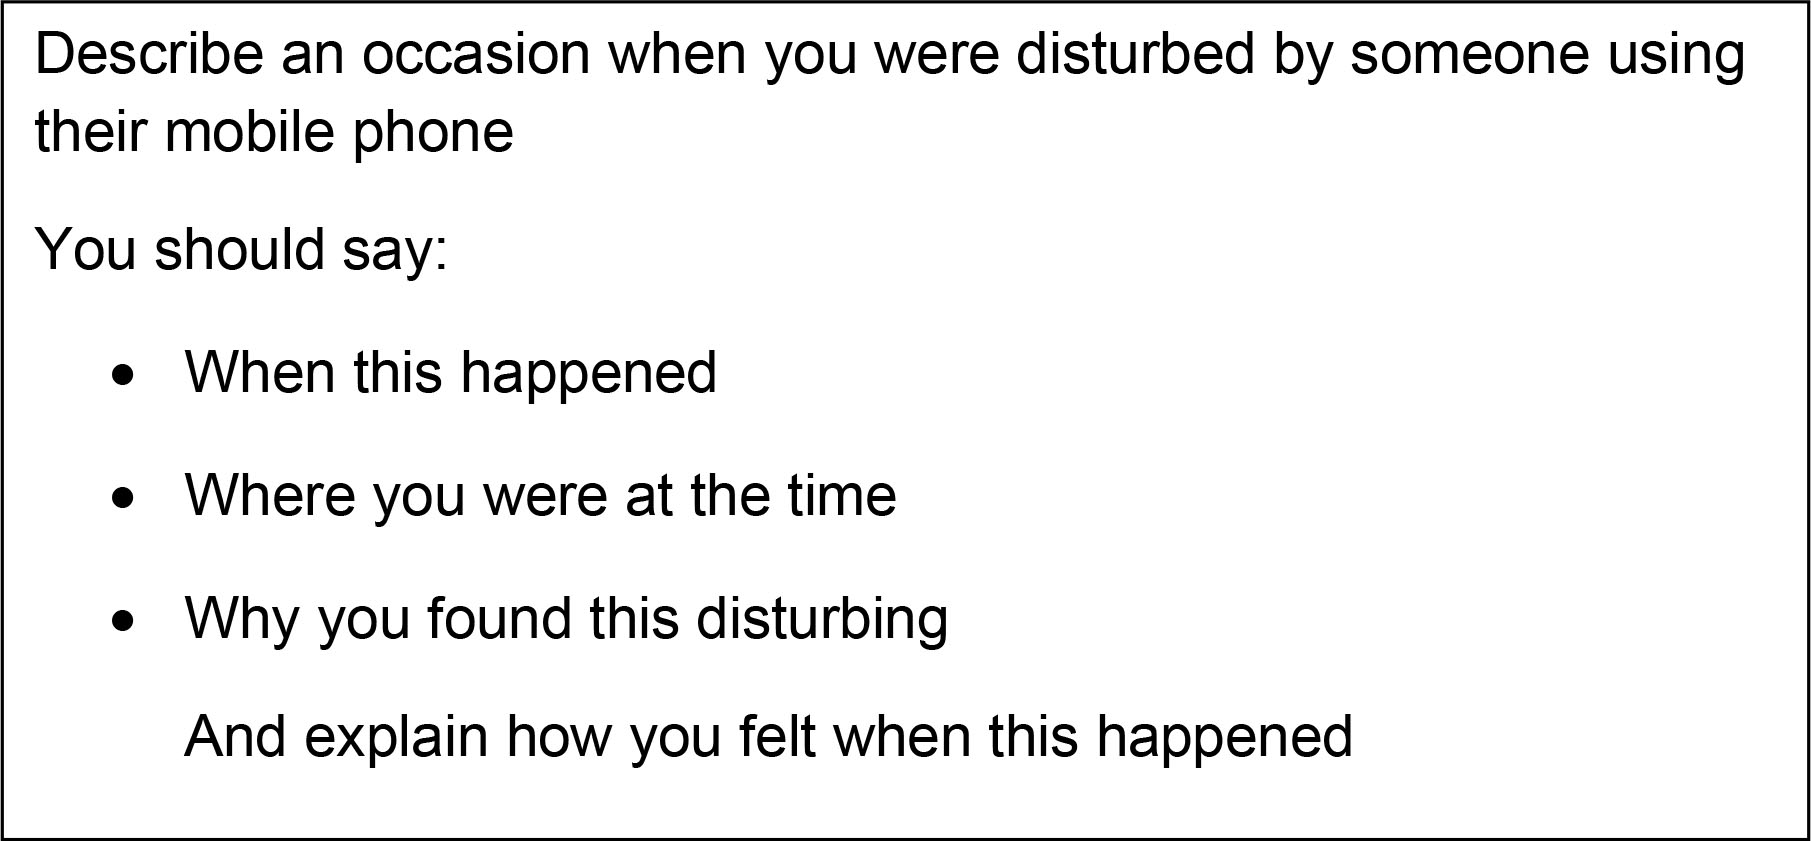 Describe an occasion when you were disturbed by someone using
their mobile phone
You should say:
• When this happened
• Where you were at the time
• Why you found this disturbing
And explain how you felt when this happened